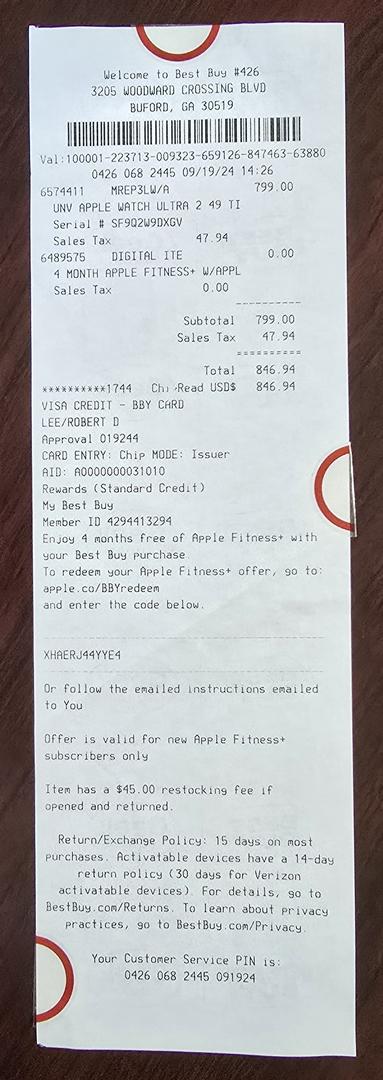 Welcome to Best Buy #426
3205 WOODWARD CROSSING BLVD
BUFORD, GA 30519
Val:100001-223713-009323-659126-847463-63880
0426 068 2445 09/19/24 14:26
6574411 MREP3LW/A 799.00
UNV APPLE WATCH ULTRA 2 49 TI
Serial # SF9Q2W9DXGV
Sales Tax 47.94
6489575 DIGITAL ITE 0.00
4 MONTH APPLE FITNESS+ W/APPL
Sales Tax 0.00
Subtotal 799.00
Sales Tax 47.94
Total 846.94
**********1744 Read USD$ 846.94
VISA CREDIT - BBY CARD
LEE/ROBERT D
Approval 019244
CARD ENTRY: Chip MODE: Issuer
AID: A0000000031010
Rewards (Standard Credit)
My Best Buy
Member ID 4294413294
Enjoy 4 months free of Apple Fitness+ with
your Best Buy purchase.
To redeem your Apple Fitness+ offer, go to:
apple.co/BBYredeem
and enter the code below.
XHAERJ44YYE4
Or follow the emailed instructions emailed
to You
Offer is valid for new Apple Fitness+
subscribers only
Item has a $45.00 restocking fee if
opened and returned.
Return/Exchange Policy: 15 days on most
purchases. Activatable devices have a 14-day
return policy (30 days for Verizon
activatable devices). For details, go to
BestBuy.com/Returns. To learn about privacy
practices, go to BestBuy.com/Privacy.
Your Customer Service PIN is:
0426 068 2445 091924